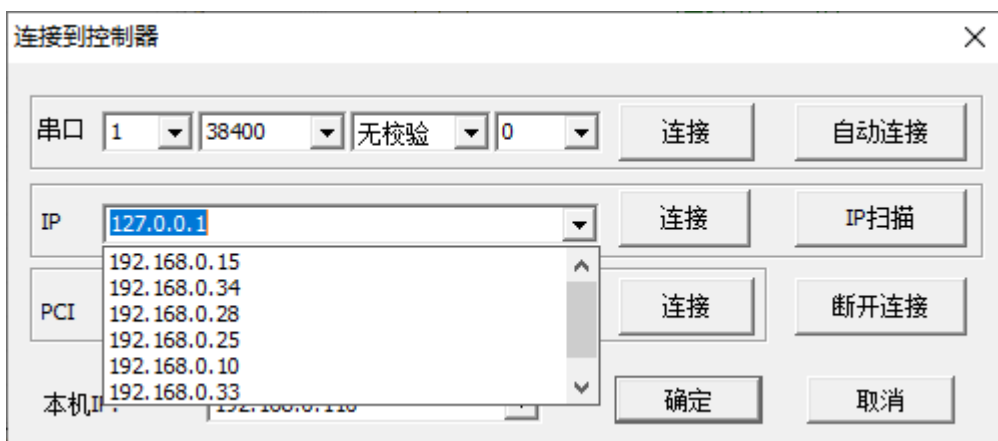 连接到控制器
串口 1 38400 无校验 0 连接 自动连接
IP 127.0.0.1 连接 IP扫描
192.168.0.15
192.168.0.34
192.168.0.28
PCI 连接 断开连接
192.168.0.25
192.168.0.10
192.168.0.33
本机IP: 确定 取消